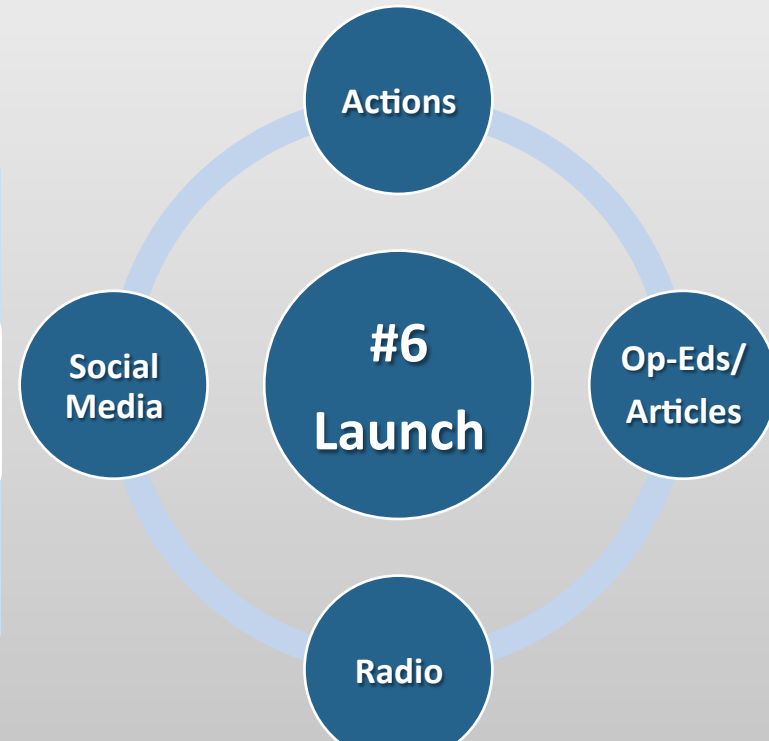 Actions
Social
Media
#6
Launch
Op-Eds/
Articles
Radio